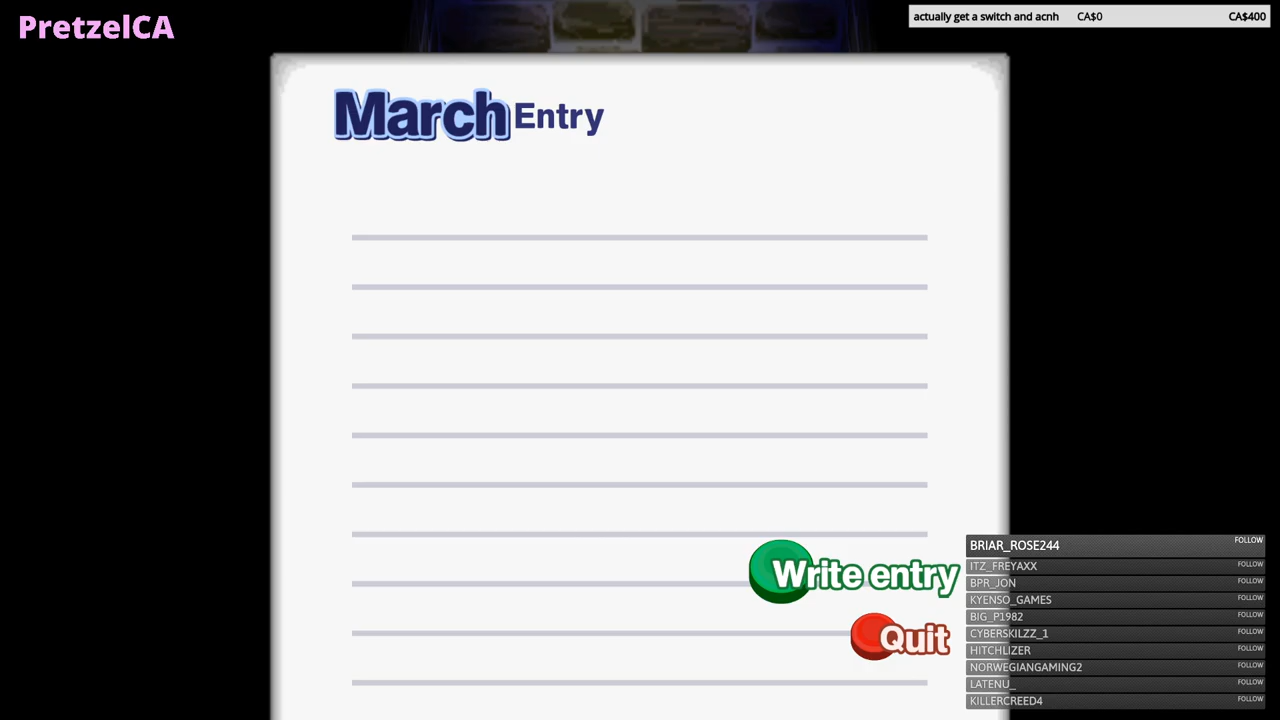 PretzelCA
actually get a switch and acnh CA$0 CA$400
March Entry
Write entry
Quit
BRIAR_ROSE244 FOLLOW
ITZ_FREYAXX FOLLOW
BPR_JON FOLLOW
KYENSO_GAMES FOLLOW
BIG_P1982 FOLLOW
CYBERSKILZZ_1 FOLLOW
HITCHLIZER FOLLOW
NORWEGIANGAMING2 FOLLOW
LATENU_ FOLLOW
KILLERCREED4 FOLLOW